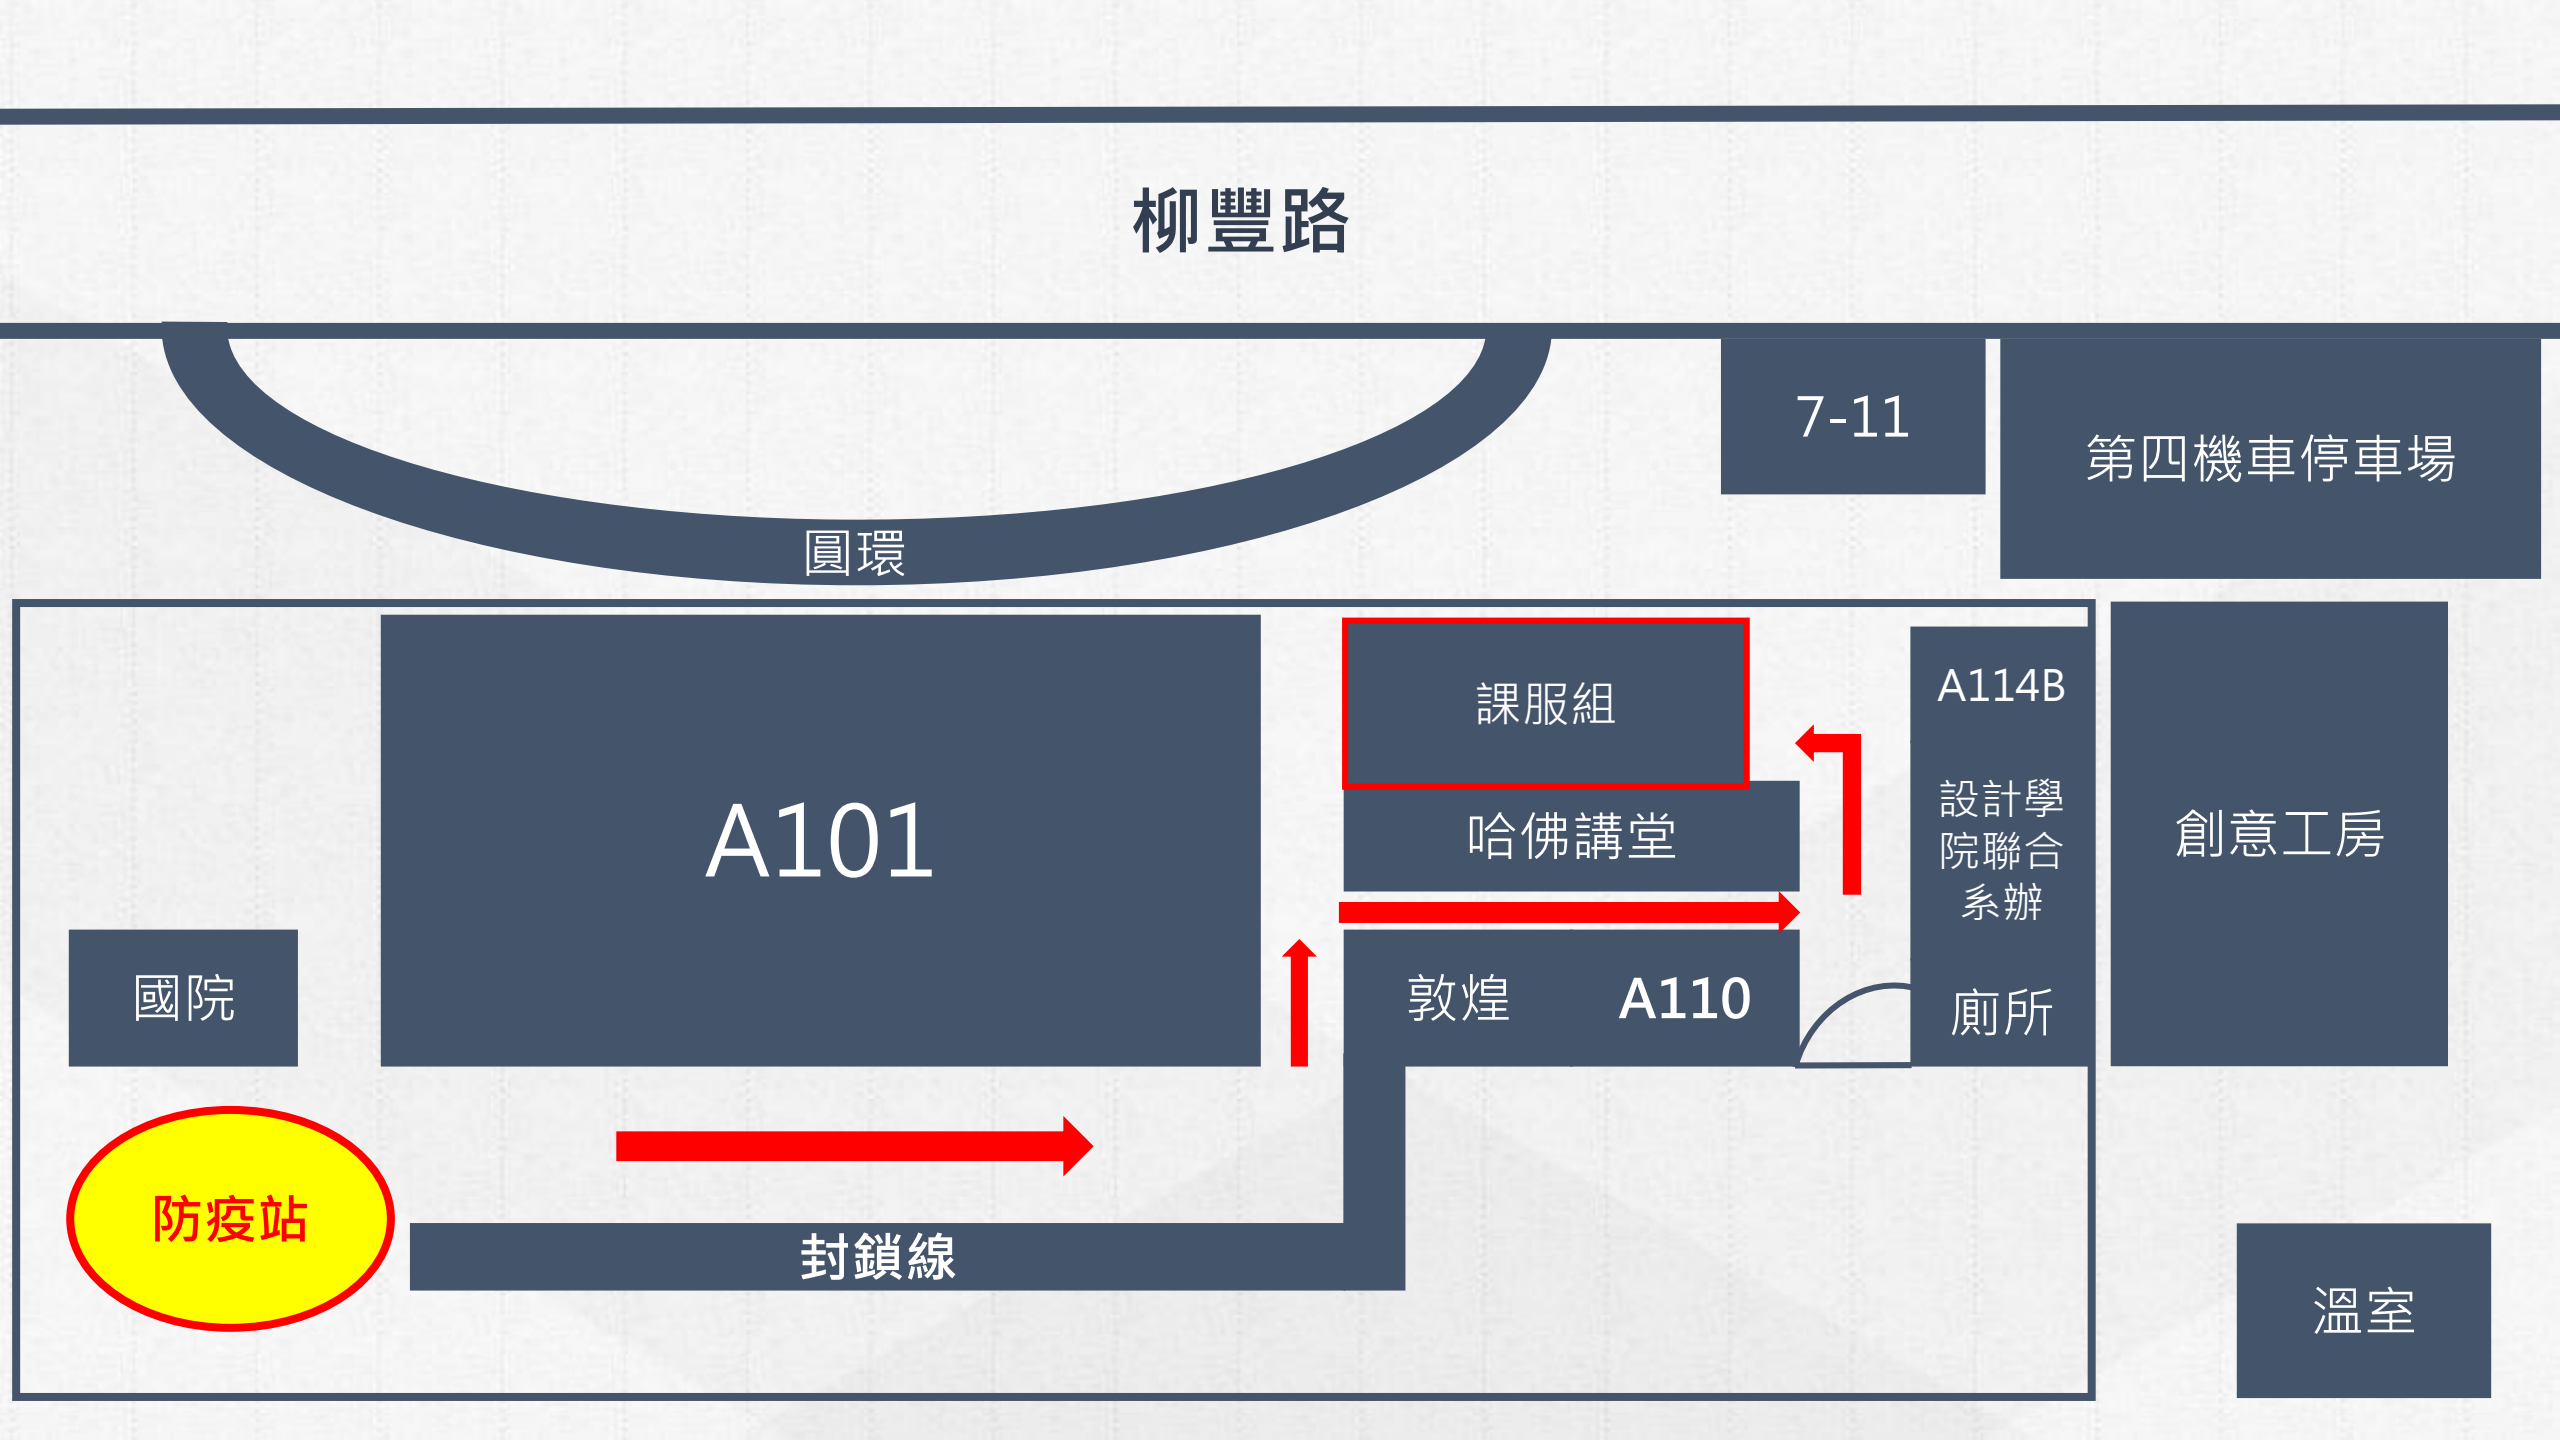 柳豐路
7-11
第四機車停車場
圓環
A101
課服組
哈佛講堂
A114B
設計學
院聯合
系辦
創意工房
國院
敦煌
A110
廁所
防疫站
封鎖線
溫室